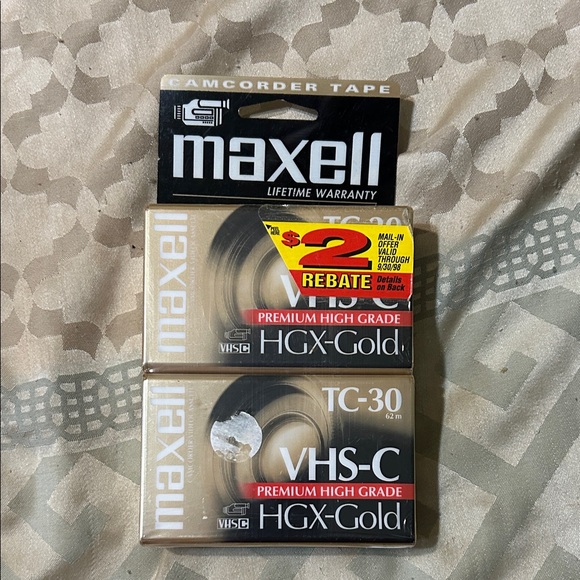 CAMCORDER TAPE
maxell
LIFETIME WARRANTY
maxell
TC-30
PEEL HERE
$2
REBATE
MAIL-IN
OFFER
VALID
THROUGH
9/30/98
Details
on Back
VHS-C
PREMIUM HIGH GRADE
VHS C
HGX-Gold
maxell
TC-30
62 m
VHS-C
PREMIUM HIGH GRADE
VHS C
HGX-Gold